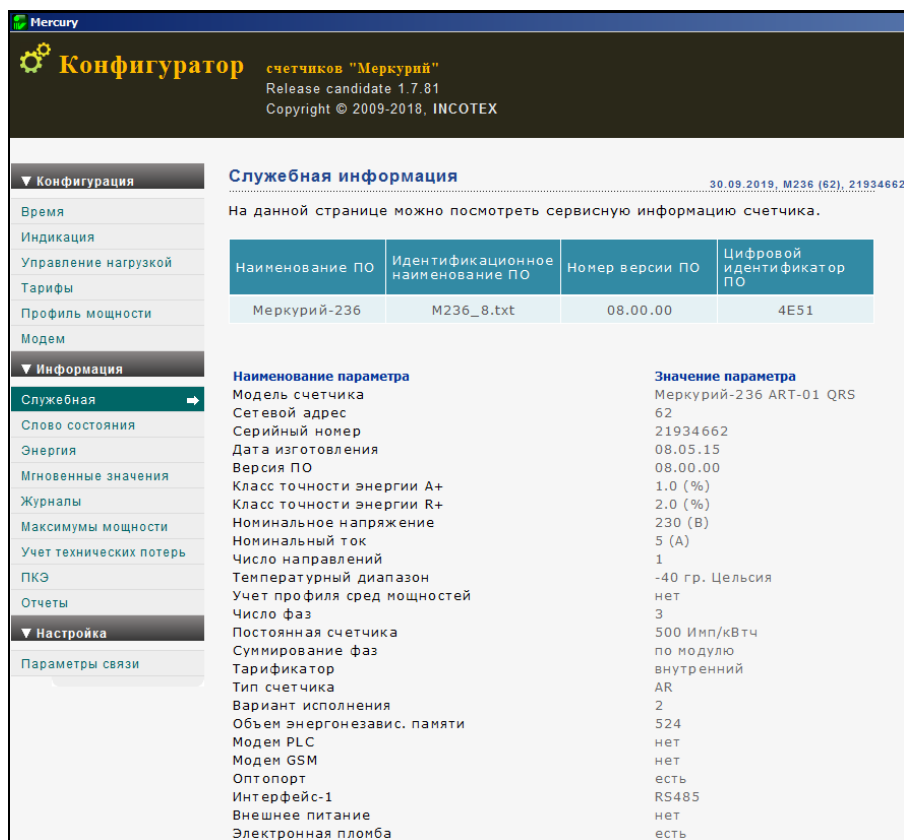 Mercury
Конфигуратор счетчиков "Меркурий"
Release candidate 1.7.81
Copyright © 2009-2018, INCOTEX
▼ Конфигурация
Время
Индикация
Управление нагрузкой
Тарифы
Профиль мощности
Модем
▼ Информация
Служебная
Слово состояния
Энергия
Мгновенные значения
Журналы
Максимумы мощности
Учет технических потерь
ПКЭ
Отчеты
▼ Настройка
Параметры связи
Служебная информация
30.09.2019, M236 (62), 21934662
На данной странице можно посмотреть сервисную информацию счетчика.
Наименование ПО Идентификационное наименование ПО Номер версии ПО Цифровой идентификатор ПО
Меркурий-236 M236_8.txt 08.00.00 4E51
Наименование параметра Значение параметра
Модель счетчика Меркурий-236 ART-01 QRS
Сетевой адрес 62
Серийный номер 21934662
Дата изготовления 08.05.15
Версия ПО 08.00.00
Класс точности энергии A+ 1.0 (%)
Класс точности энергии R+ 2.0 (%)
Номинальное напряжение 230 (В)
Номинальный ток 5 (А)
Число направлений 1
Температурный диапазон -40 гр. Цельсия
Учет профиля сред мощностей нет
Число фаз 3
Постоянная счетчика 500 Имп/кВтч
Суммирование фаз по модулю
Тарификатор внутренний
Тип счетчика AR
Вариант исполнения 2
Объем энергонезавис. памяти 524
Модем PLC нет
Модем GSM нет
Оптопорт есть
Интерфейс-1 RS485
Внешнее питание нет
Электронная пломба есть